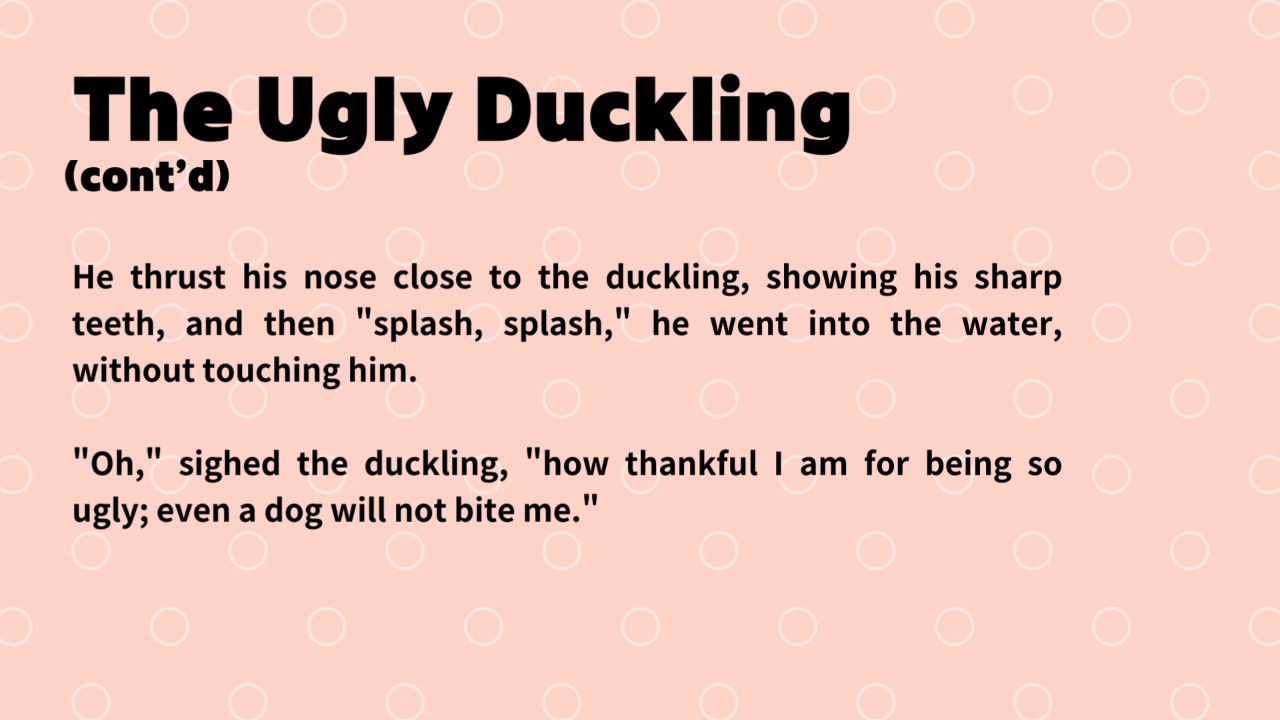 The Ugly Duckling
(cont’d)
He thrust his nose close to the duckling, showing his sharp
teeth, and then "splash, splash," he went into the water,
without touching him.
"Oh," sighed the duckling, "how thankful I am for being so
ugly; even a dog will not bite me."